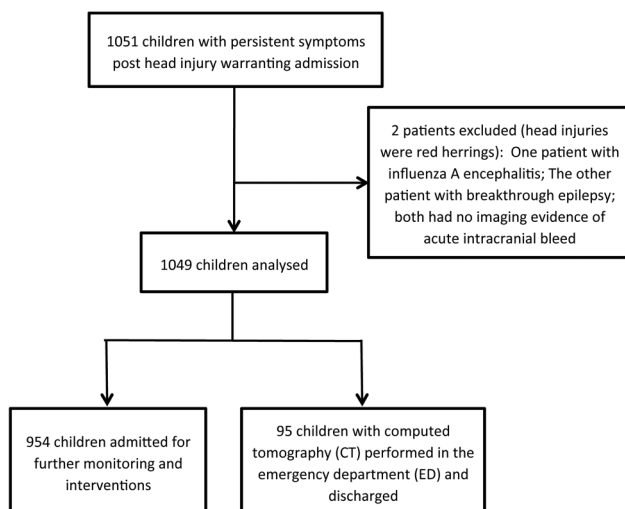 1051 children with persistent symptoms
post head injury warranting admission
2 patients excluded (head injuries
were red herrings): One patient with
influenza A encephalitis; The other
patient with breakthrough epilepsy;
both had no imaging evidence of
acute intracranial bleed
1049 children analysed
954 children admitted for
further monitoring and
interventions
95 children with computed
tomography (CT) performed in the
emergency department (ED) and
discharged